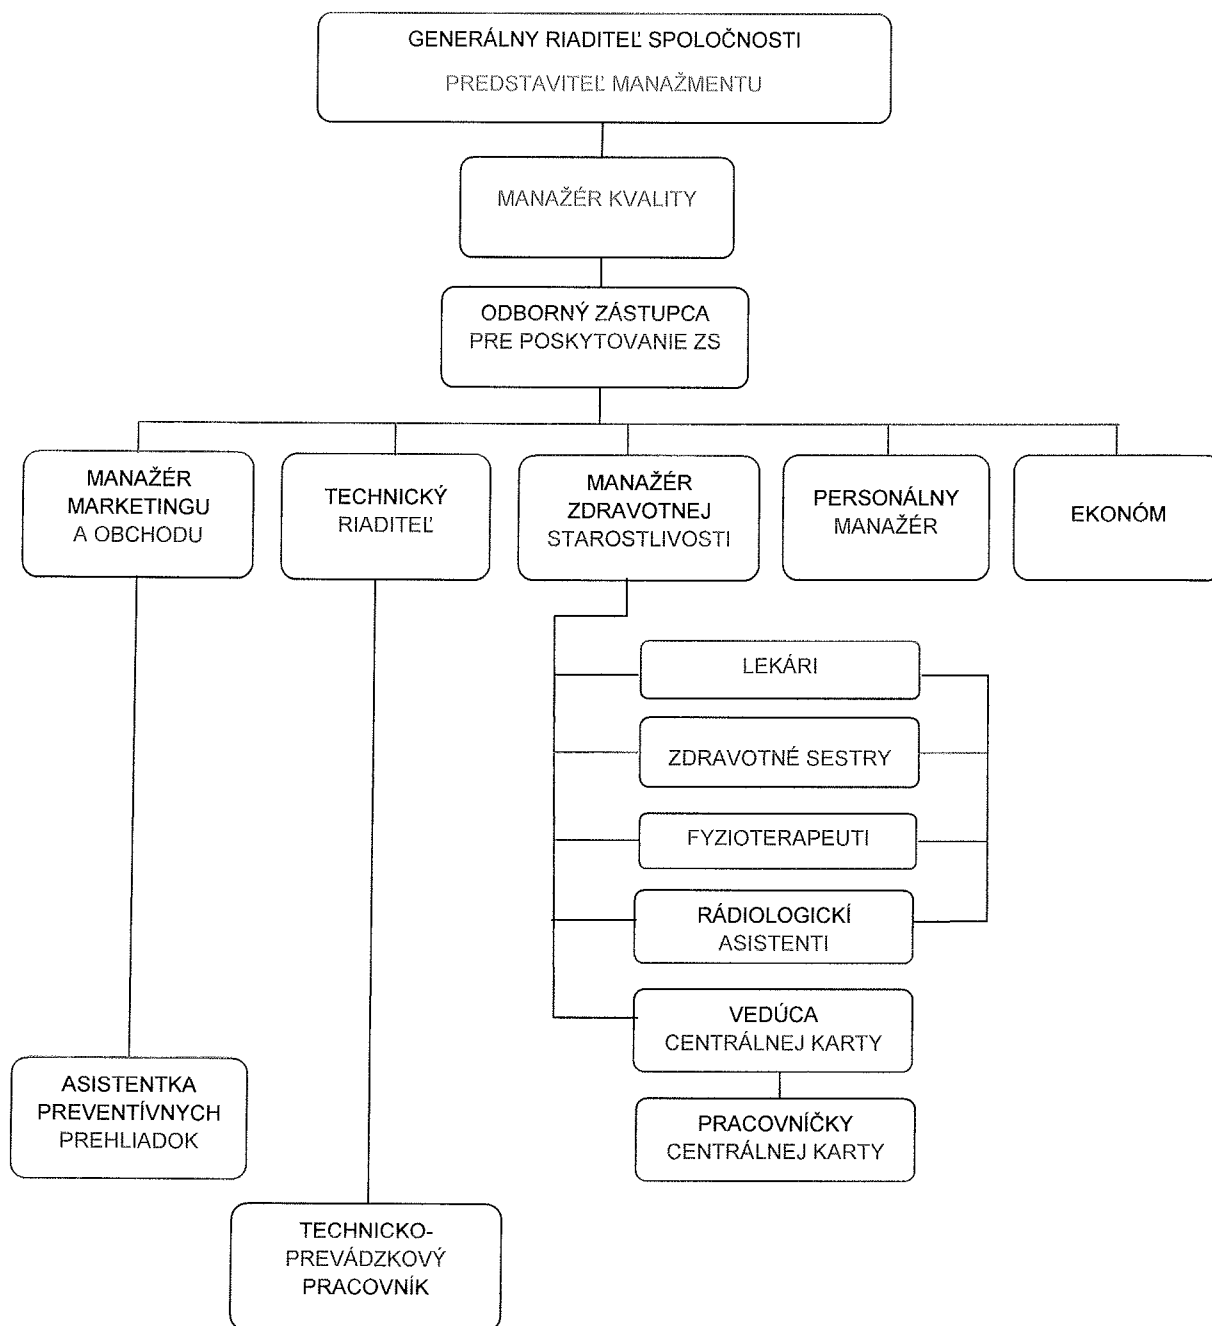 GENERÁLNY RIADITEĽ SPOLOČNOSTI
PREDSTAVITEĽ MANAŽMENTU
MANAŽÉR KVALITY
ODBORNÝ ZÁSTUPCA
PRE POSKYTOVANIE ZS
MANAŽÉR
MARKETINGU
A OBCHODU
TECHNICKÝ
RIADITEĽ
MANAŽÉR
ZDRAVOTNEJ
STAROSTLIVOSTI
PERSONÁLNY
MANAŽÉR
EKONÓM
LEKÁRI
ZDRAVOTNÉ SESTRY
FYZIOTERAPEUTI
RÁDIOLOGICKÍ
ASISTENTI
VEDÚCA
CENTRÁLNEJ KARTY
PRACOVNÍČKY
CENTRÁLNEJ KARTY
ASISTENTKA
PREVENTÍVNYCH
PREHLIADOK
TECHNICKO-
PREVÁDZKOVÝ
PRACOVNÍK